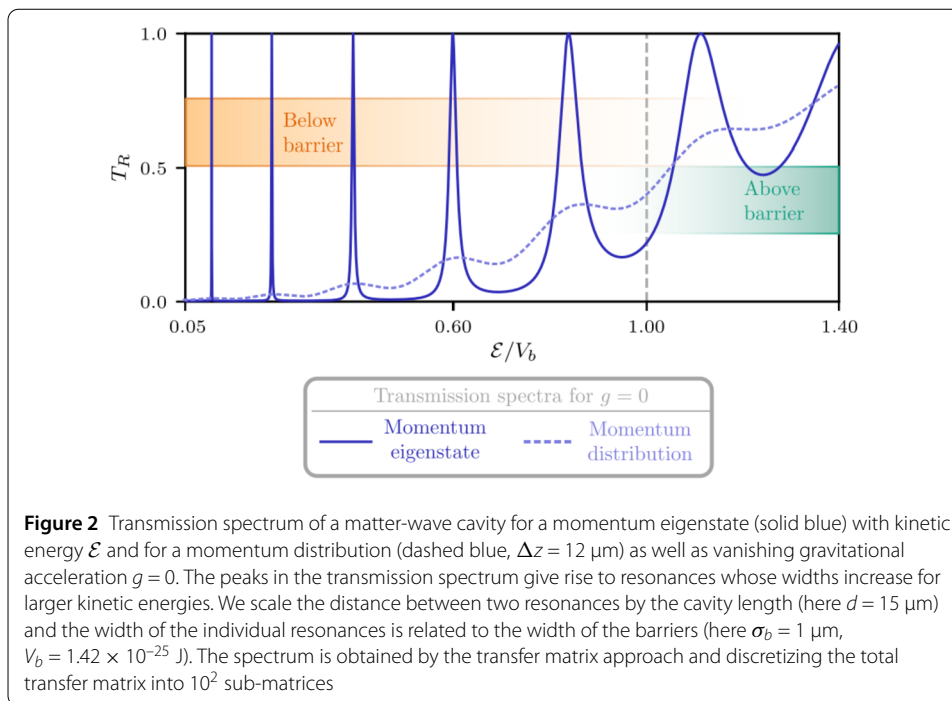 1.0
0.5
0.0
T_R
Below
barrier
Above
barrier
0.05 0.60 1.00 1.40
ℰ/V_b
Transmission spectra for g = 0
Momentum
eigenstate
Momentum
distribution
Figure 2 Transmission spectrum of a matter-wave cavity for a momentum eigenstate (solid blue) with kinetic
energy ℰ and for a momentum distribution (dashed blue, Δz = 12 μm) as well as vanishing gravitational
acceleration g = 0. The peaks in the transmission spectrum give rise to resonances whose widths increase for
larger kinetic energies. We scale the distance between two resonances by the cavity length (here d = 15 μm)
and the width of the individual resonances is related to the width of the barriers (here σ_b = 1 μm,
V_b = 1.42 × 10⁻²⁵ J). The spectrum is obtained by the transfer matrix approach and discretizing the total
transfer matrix into 10² sub-matrices